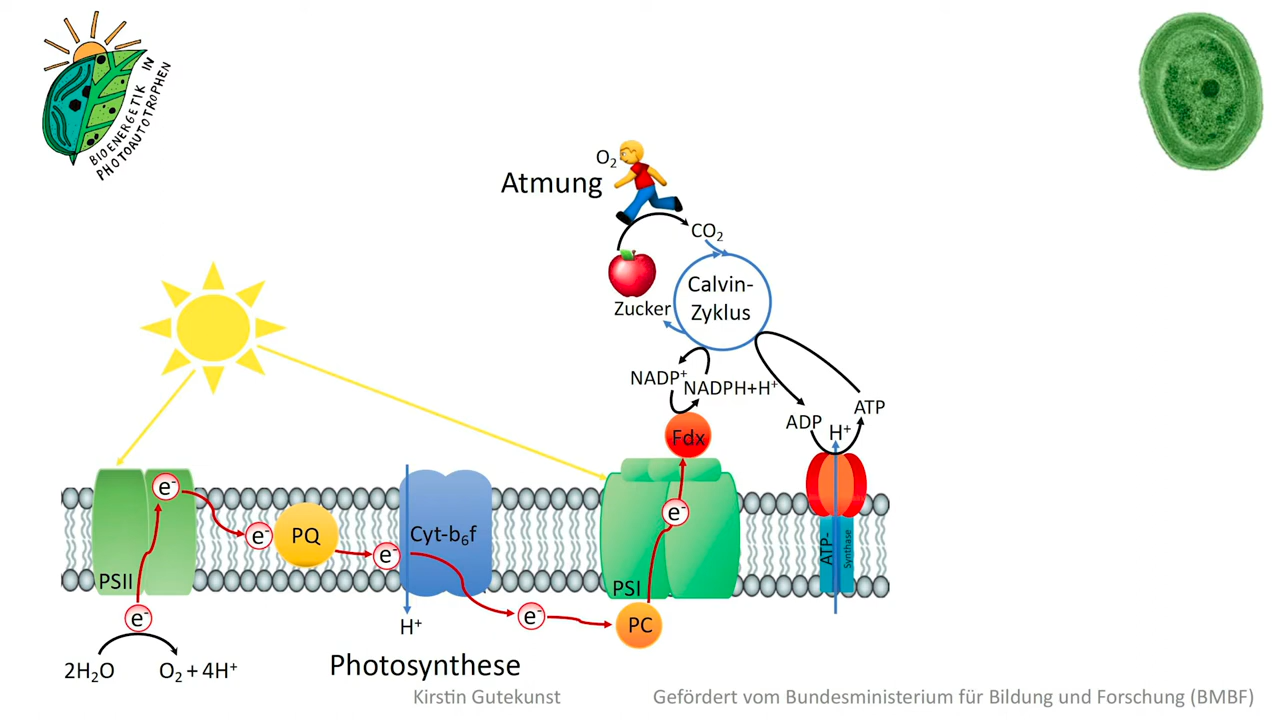 BIOENERGETIK IN
PHOTOAUTOTROPHEN
O₂
Atmung
CO₂
Calvin-
Zyklus
Zucker
NADP⁺
NADPH+H⁺
ADP
ATP
H⁺
Fdx
e⁻
e⁻
PQ
e⁻
Cyt-b₆f
e⁻
ATP-
Synthase
PSII
PSI
e⁻
e⁻
PC
H⁺
2H₂O
O₂ + 4H⁺
Photosynthese
Kirstin Gutekunst
Gefördert vom Bundesministerium für Bildung und Forschung (BMBF)